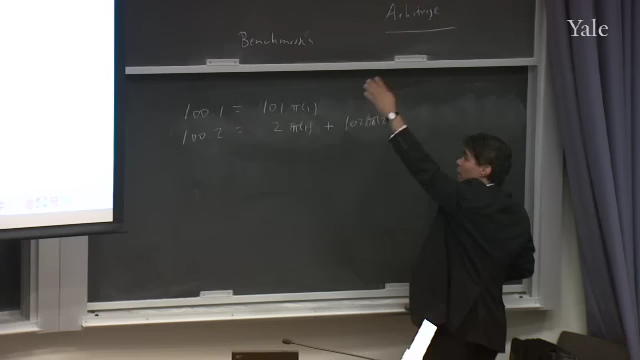 Arbitrage
Yale
Benchmarks
100.1 = 101 π(1)
100.2 = 2 π(1) + 102 π(2